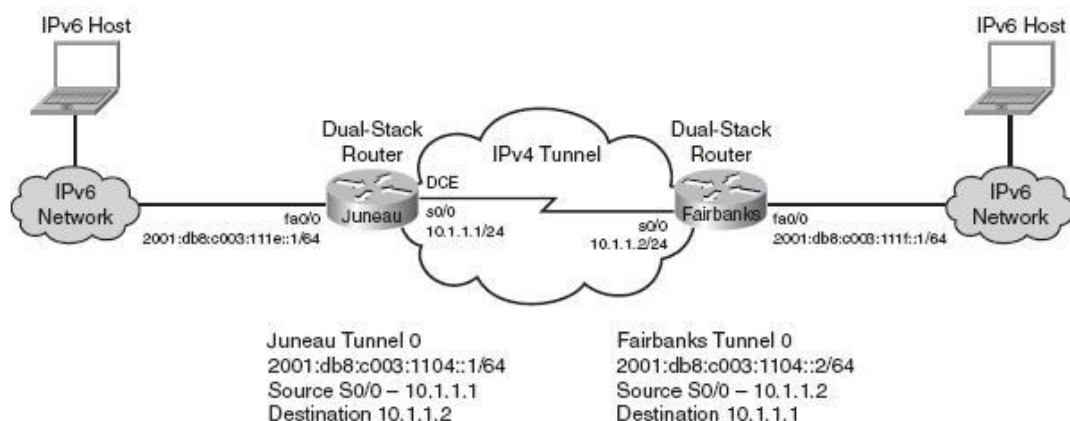 IPv6 Host
IPv6 Host
Dual-Stack
Router
IPv4 Tunnel
Dual-Stack
Router
IPv6
Network
fa0/0
2001:db8:c003:111e::1/64
Juneau
DCE
s0/0
10.1.1.1/24
s0/0
10.1.1.2/24
Fairbanks
fa0/0
2001:db8:c003:111f::1/64
IPv6
Network
Juneau Tunnel 0
2001:db8:c003:1104::1/64
Source S0/0 – 10.1.1.1
Destination 10.1.1.2
Fairbanks Tunnel 0
2001:db8:c003:1104::2/64
Source S0/0 – 10.1.1.2
Destination 10.1.1.1